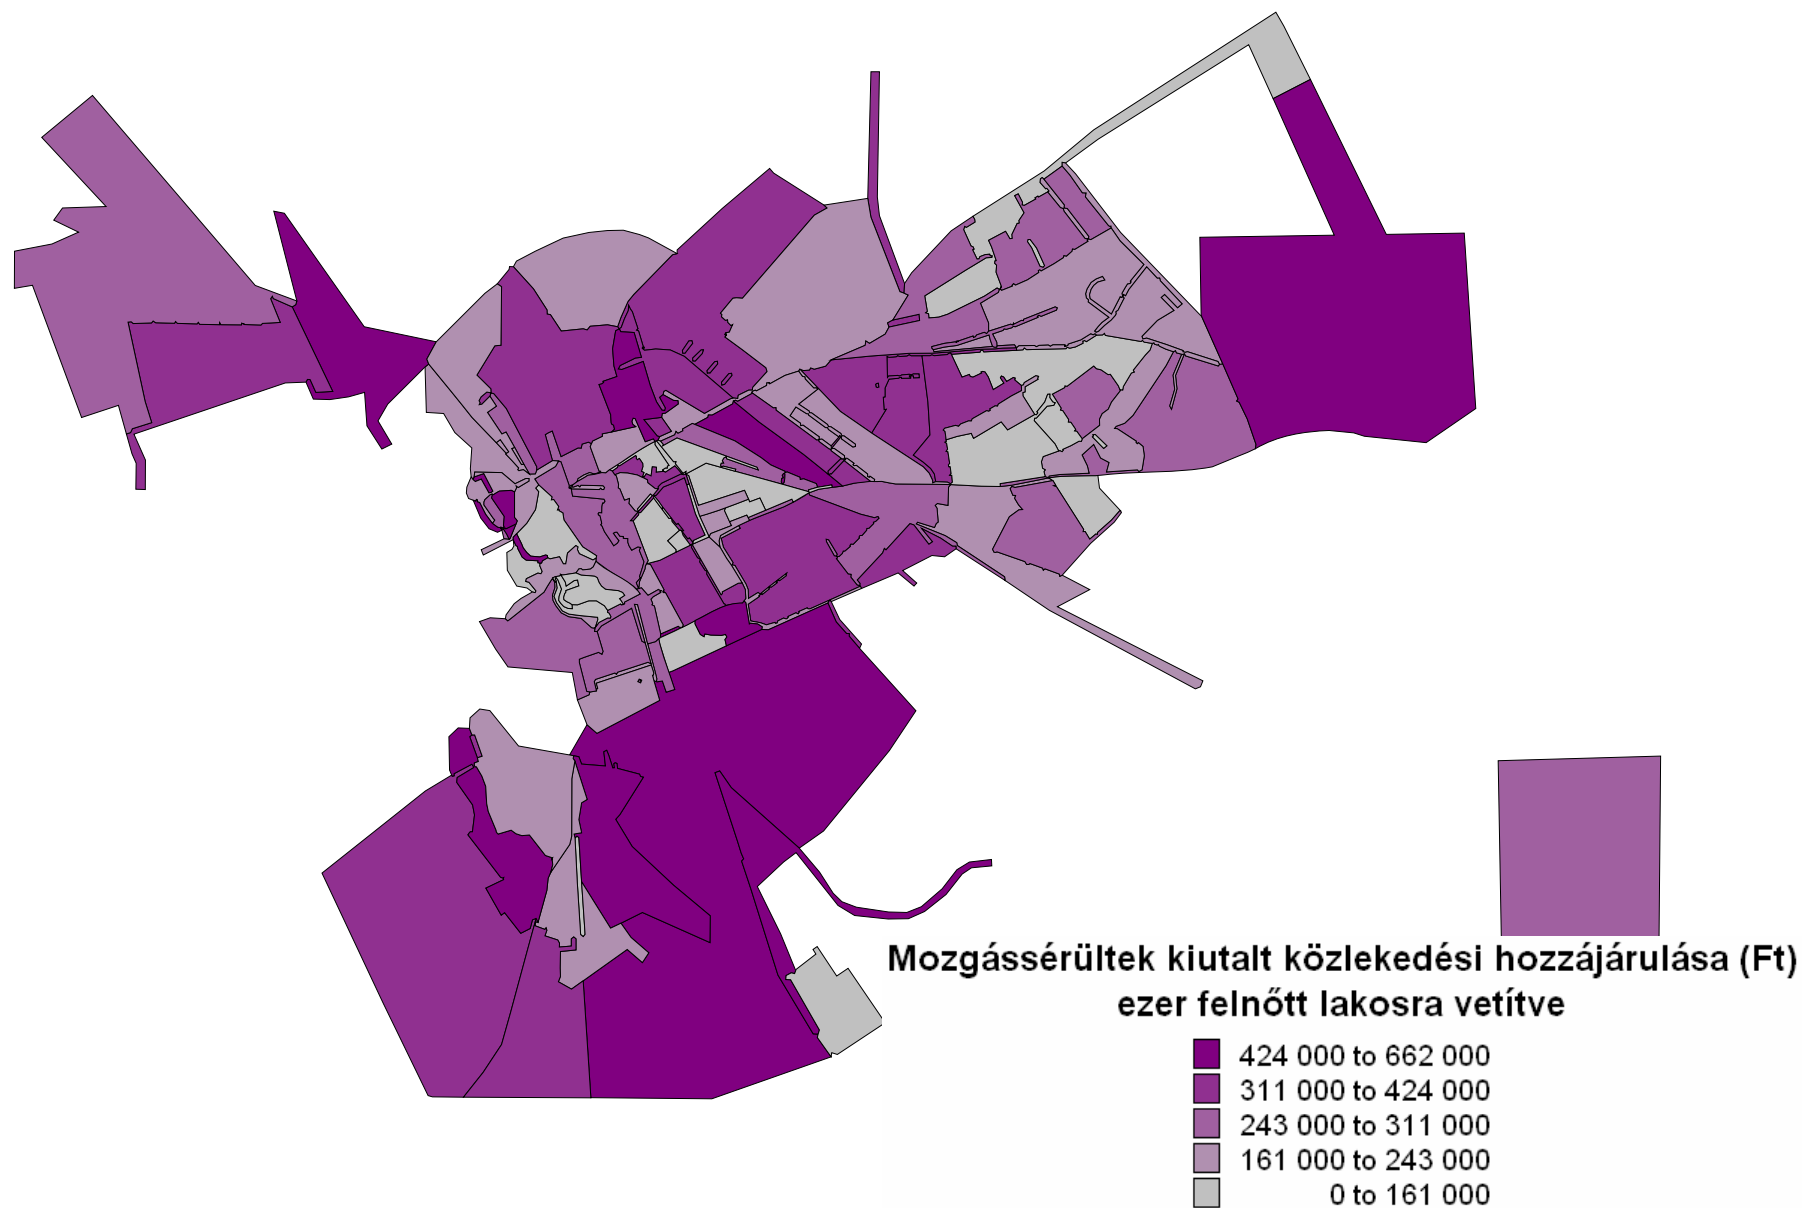 Mozgássérültek kiutalt közlekedési hozzájárulása (Ft)
ezer felnőtt lakosra vetítve
424 000 to 662 000
311 000 to 424 000
243 000 to 311 000
161 000 to 243 000
0 to 161 000